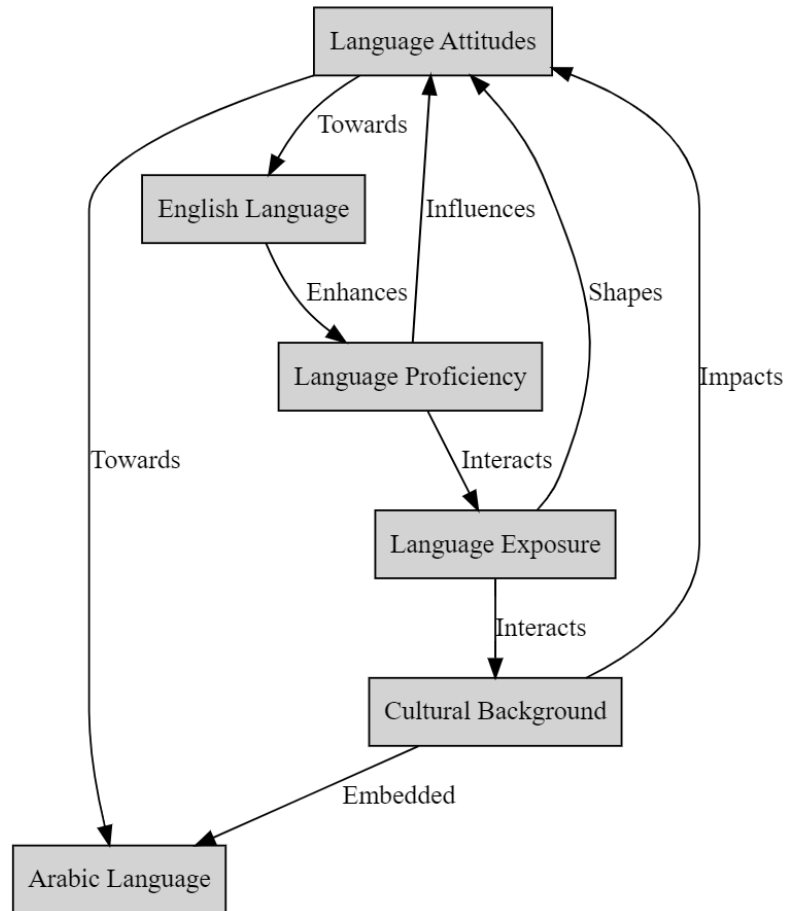 Language Attitudes
Towards
English Language
Influences
Enhances
Shapes
Language Proficiency
Impacts
Towards
Interacts
Language Exposure
Interacts
Cultural Background
Embedded
Arabic Language